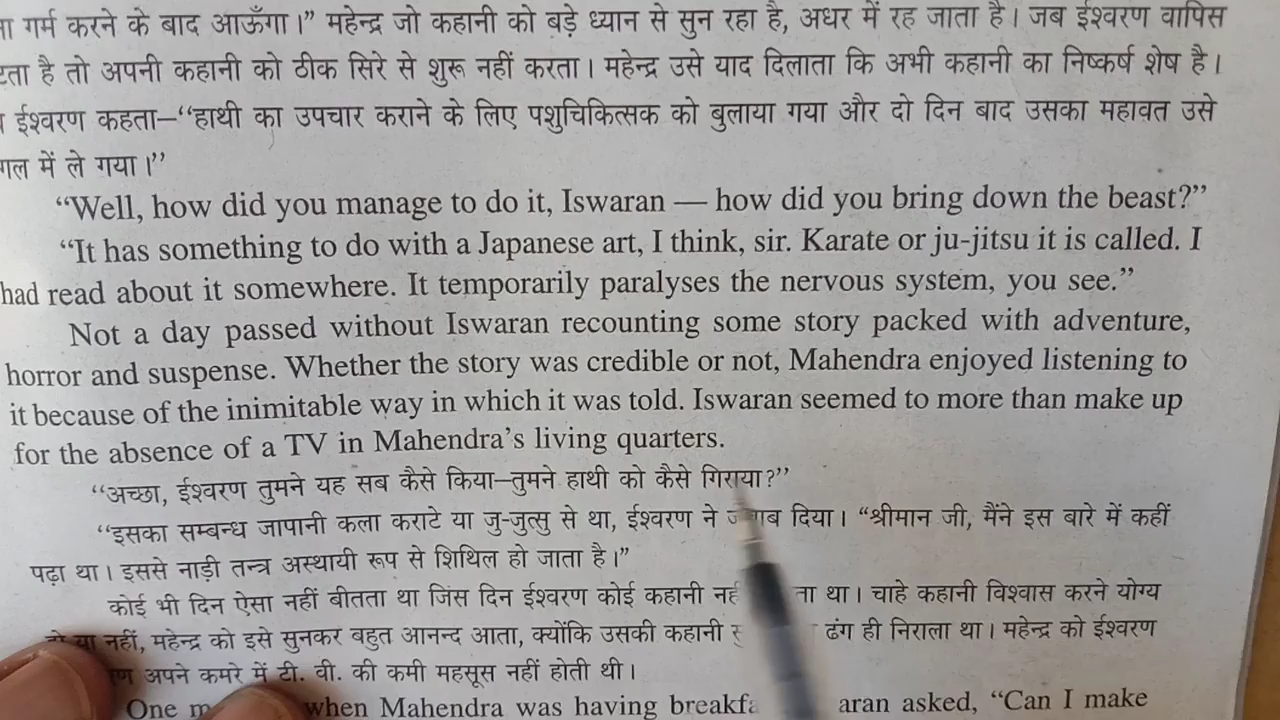 गर्म करने के बाद आऊँगा।” महेन्द्र जो कहानी को बड़े ध्यान से सुन रहा है, अधर में रह जाता है। जब ईश्वरण वापिस
है तो अपनी कहानी को ठीक सिरे से शुरू नहीं करता। महेन्द्र उसे याद दिलाता कि अभी कहानी का निष्कर्ष शेष है।
ईश्वरण कहता–“हाथी का उपचार कराने के लिए पशुचिकित्सक को बुलाया गया और दो दिन बाद उसका महावत उसे
में ले गया।”
“Well, how did you manage to do it, Iswaran — how did you bring down the beast?”
“It has something to do with a Japanese art, I think, sir. Karate or ju-jitsu it is called. I
had read about it somewhere. It temporarily paralyses the nervous system, you see.”
Not a day passed without Iswaran recounting some story packed with adventure,
horror and suspense. Whether the story was credible or not, Mahendra enjoyed listening to
it because of the inimitable way in which it was told. Iswaran seemed to more than make up
for the absence of a TV in Mahendra’s living quarters.
“अच्छा, ईश्वरण तुमने यह सब कैसे किया–तुमने हाथी को कैसे गिराया?”
“इसका सम्बन्ध जापानी कला कराटे या जु-जुत्सु से था, ईश्वरण ने दिया। “श्रीमान जी, मैंने इस बारे में कहीं
पढ़ा था। इससे नाड़ी तन्त्र अस्थायी रूप से शिथिल हो जाता है।”
कोई भी दिन ऐसा नहीं बीतता था जिस दिन ईश्वरण कोई कहानी था। चाहे कहानी विश्वास करने योग्य
या नहीं, महेन्द्र को इसे सुनकर बहुत आनन्द आता, क्योंकि उसकी कहानी ढंग ही निराला था। महेन्द्र को ईश्वरण
अपने कमरे में टी. वी. की कमी महसूस नहीं होती थी।
One when Mahendra was having asked, “Can I make